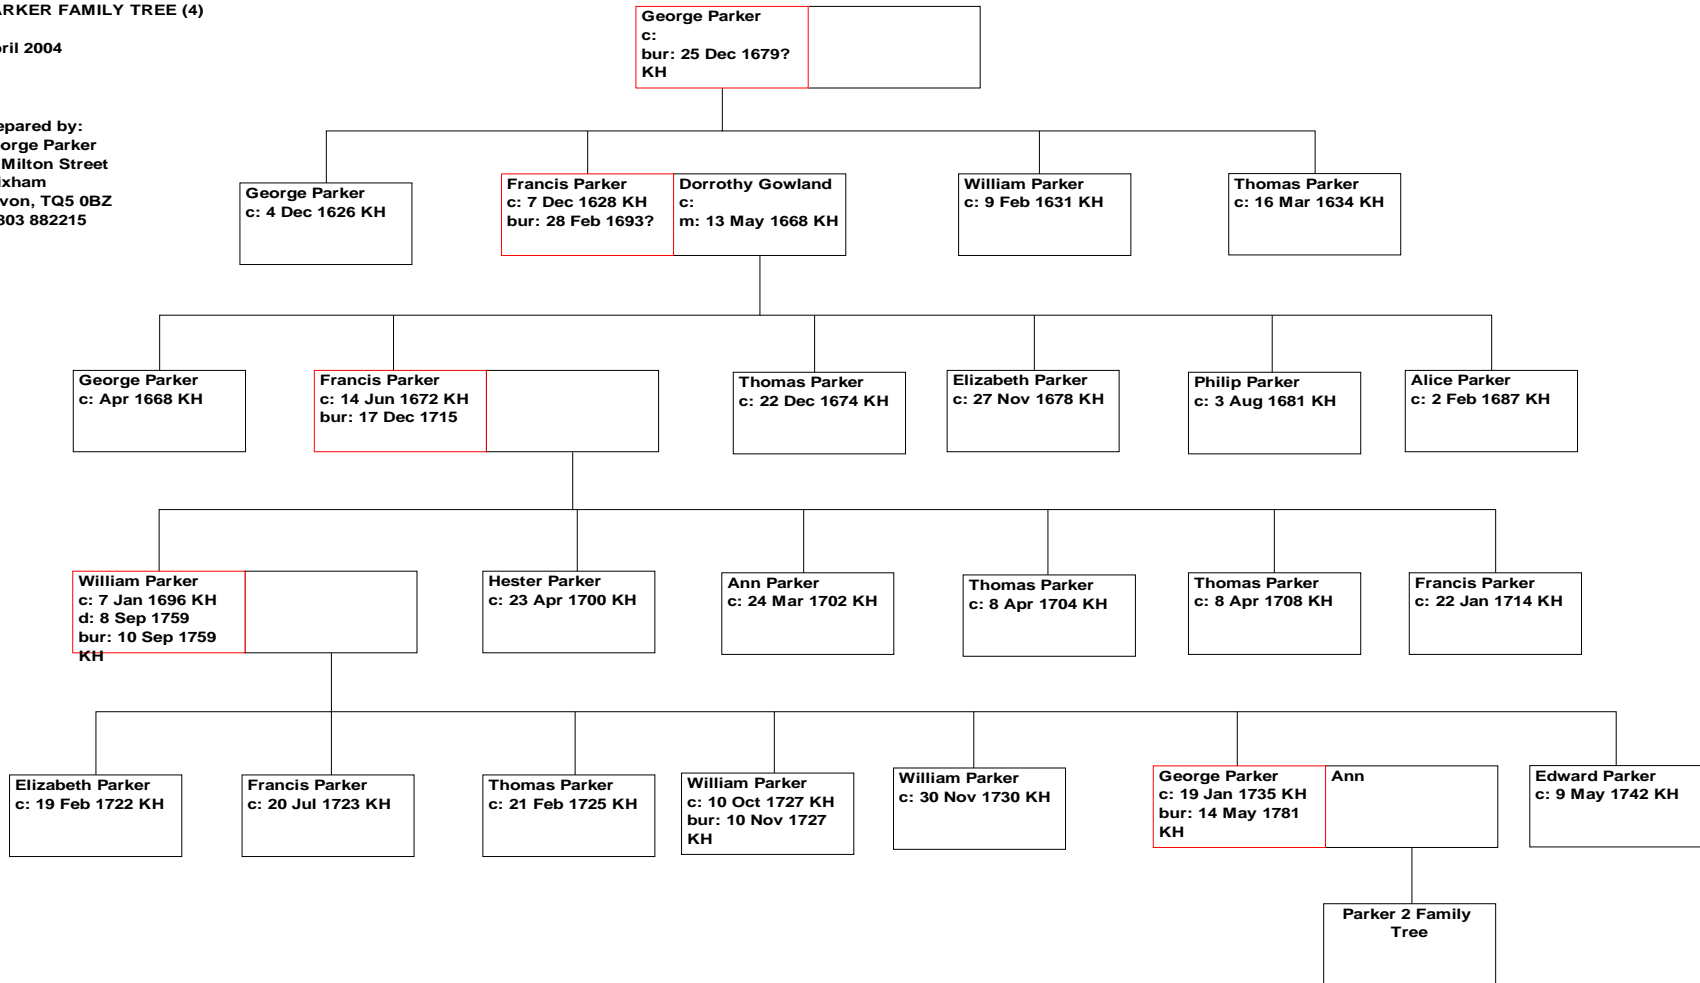 ARKER FAMILY TREE (4)
ril 2004
epared by:
orge Parker
Milton Street
ixham
von, TQ5 0BZ
303 882215
George Parker
c:
bur: 25 Dec 1679?
KH
George Parker
c: 4 Dec 1626 KH
Francis Parker
c: 7 Dec 1628 KH
bur: 28 Feb 1693?
Dorrothy Gowland
c:
m: 13 May 1668 KH
William Parker
c: 9 Feb 1631 KH
Thomas Parker
c: 16 Mar 1634 KH
George Parker
c: Apr 1668 KH
Francis Parker
c: 14 Jun 1672 KH
bur: 17 Dec 1715
Thomas Parker
c: 22 Dec 1674 KH
Elizabeth Parker
c: 27 Nov 1678 KH
Philip Parker
c: 3 Aug 1681 KH
Alice Parker
c: 2 Feb 1687 KH
William Parker
c: 7 Jan 1696 KH
d: 8 Sep 1759
bur: 10 Sep 1759
KH
Hester Parker
c: 23 Apr 1700 KH
Ann Parker
c: 24 Mar 1702 KH
Thomas Parker
c: 8 Apr 1704 KH
Thomas Parker
c: 8 Apr 1708 KH
Francis Parker
c: 22 Jan 1714 KH
Elizabeth Parker
c: 19 Feb 1722 KH
Francis Parker
c: 20 Jul 1723 KH
Thomas Parker
c: 21 Feb 1725 KH
William Parker
c: 10 Oct 1727 KH
bur: 10 Nov 1727
KH
William Parker
c: 30 Nov 1730 KH
George Parker
c: 19 Jan 1735 KH
bur: 14 May 1781
KH
Ann
Edward Parker
c: 9 May 1742 KH
Parker 2 Family
Tree